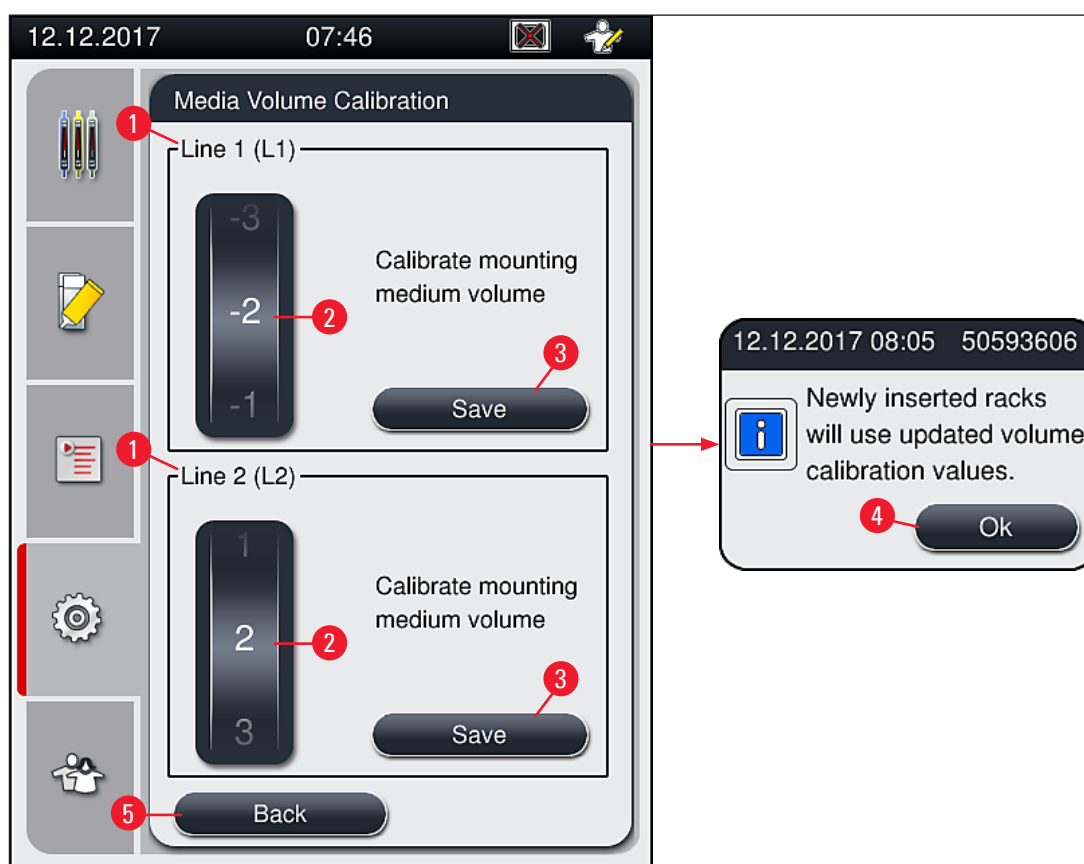 12.12.2017 07:46
Media Volume Calibration
1
Line 1 (L1)
-3
-2
-1
2
Calibrate mounting
medium volume
3
Save
1
Line 2 (L2)
1
2
3
2
Calibrate mounting
medium volume
3
Save
5
Back
12.12.2017 08:05 50593606
i
Newly inserted racks
will use updated volume
calibration values.
4
Ok